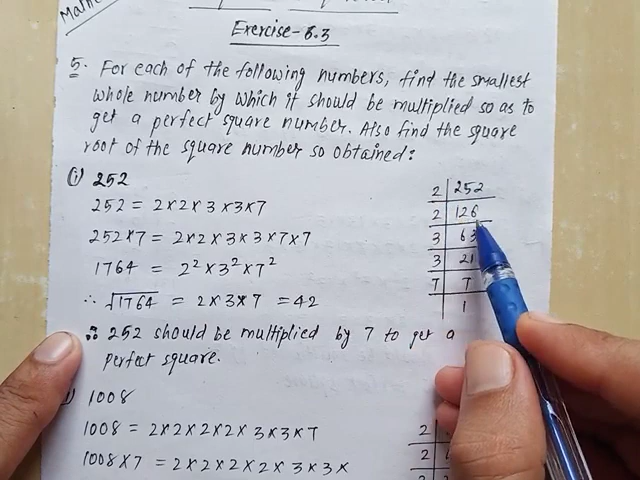 Maths
Exercise-6.3
5. For each of the following numbers, find the smallest
whole number by which it should be multiplied so as to
get a perfect square number. Also find the square
root of the square number so obtained:
(i) 252
252 = 2×2×3×3×7
252×7 = 2×2×3×3×7×7
1764 = 2²×3²×7²
∴ √1764 = 2×3×7 = 42
∴ 252 should be multiplied by 7 to get a
perfect square.
2 | 252
2 | 126
3 | 63
3 | 21
7 | 7
| 1
1008
1008 = 2×2×2×2×3×3×7
1008×7 = 2×2×2×2×3×3×
2
2